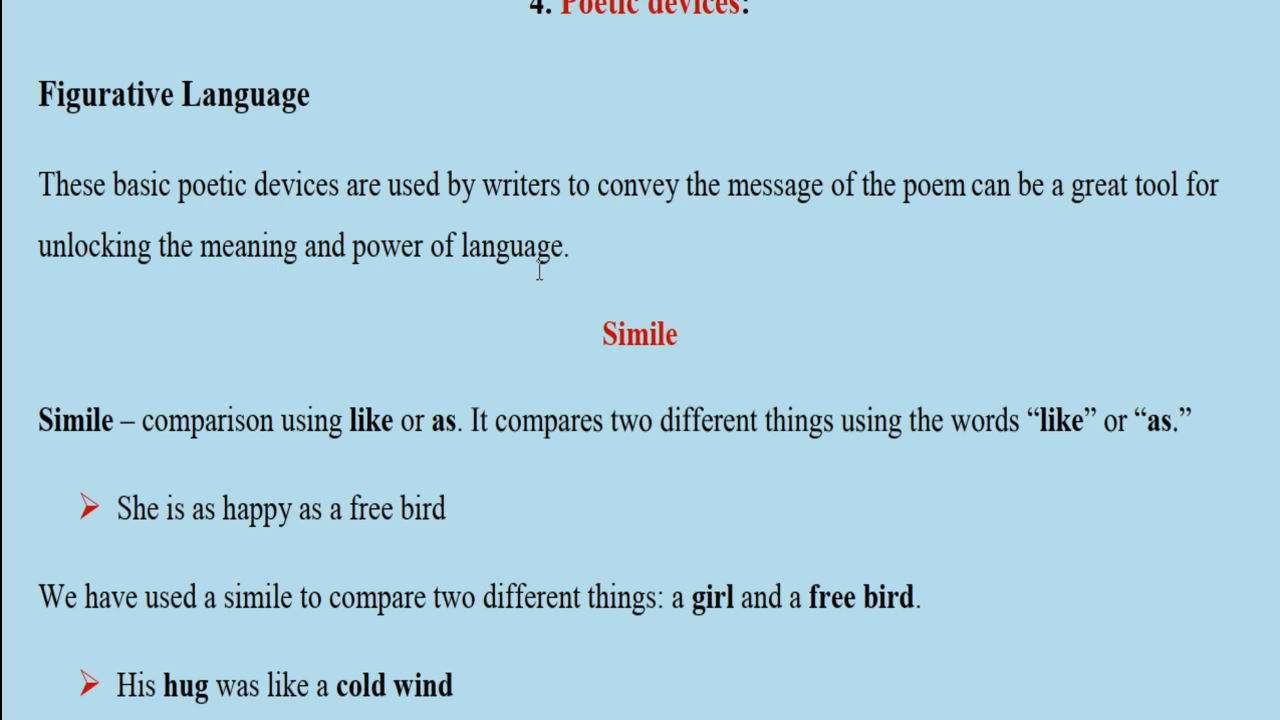 4. Poetic devices:
Figurative Language
These basic poetic devices are used by writers to convey the message of the poem can be a great tool for
unlocking the meaning and power of language.
Simile
Simile – comparison using like or as. It compares two different things using the words “like” or “as.”
She is as happy as a free bird
We have used a simile to compare two different things: a girl and a free bird.
His hug was like a cold wind